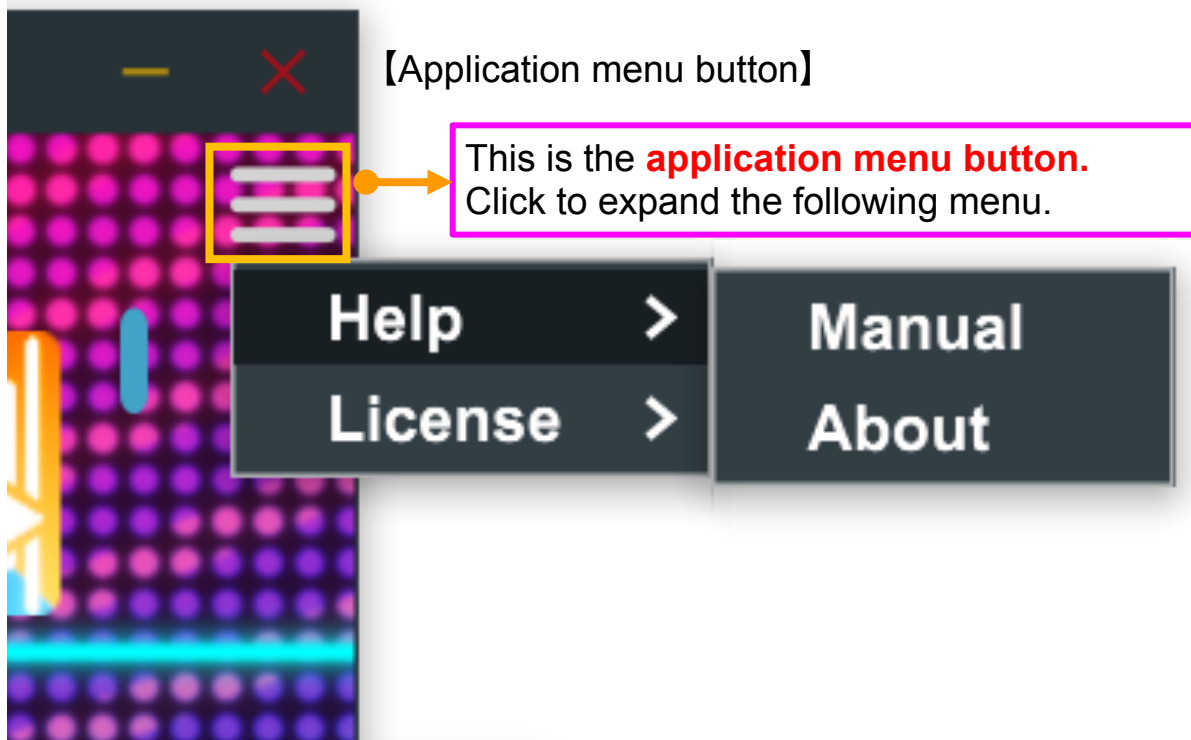 【Application menu button】
This is the application menu button.
Click to expand the following menu.
Help
Manual
License
About